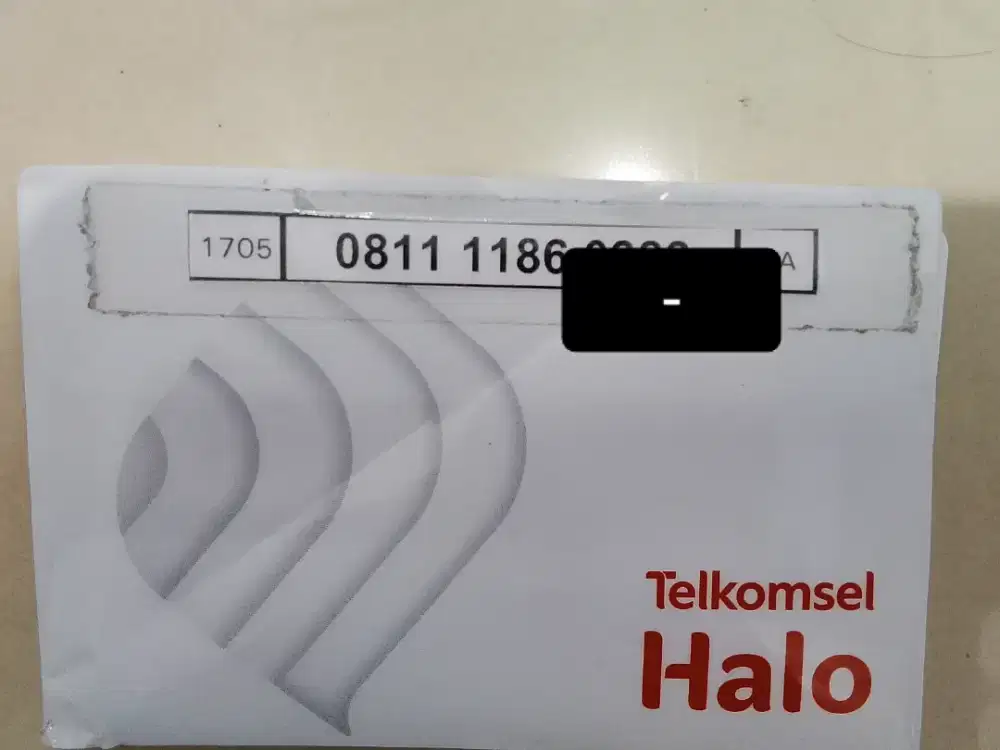 1705 0811 1186 A
-
Telkomsel
Halo